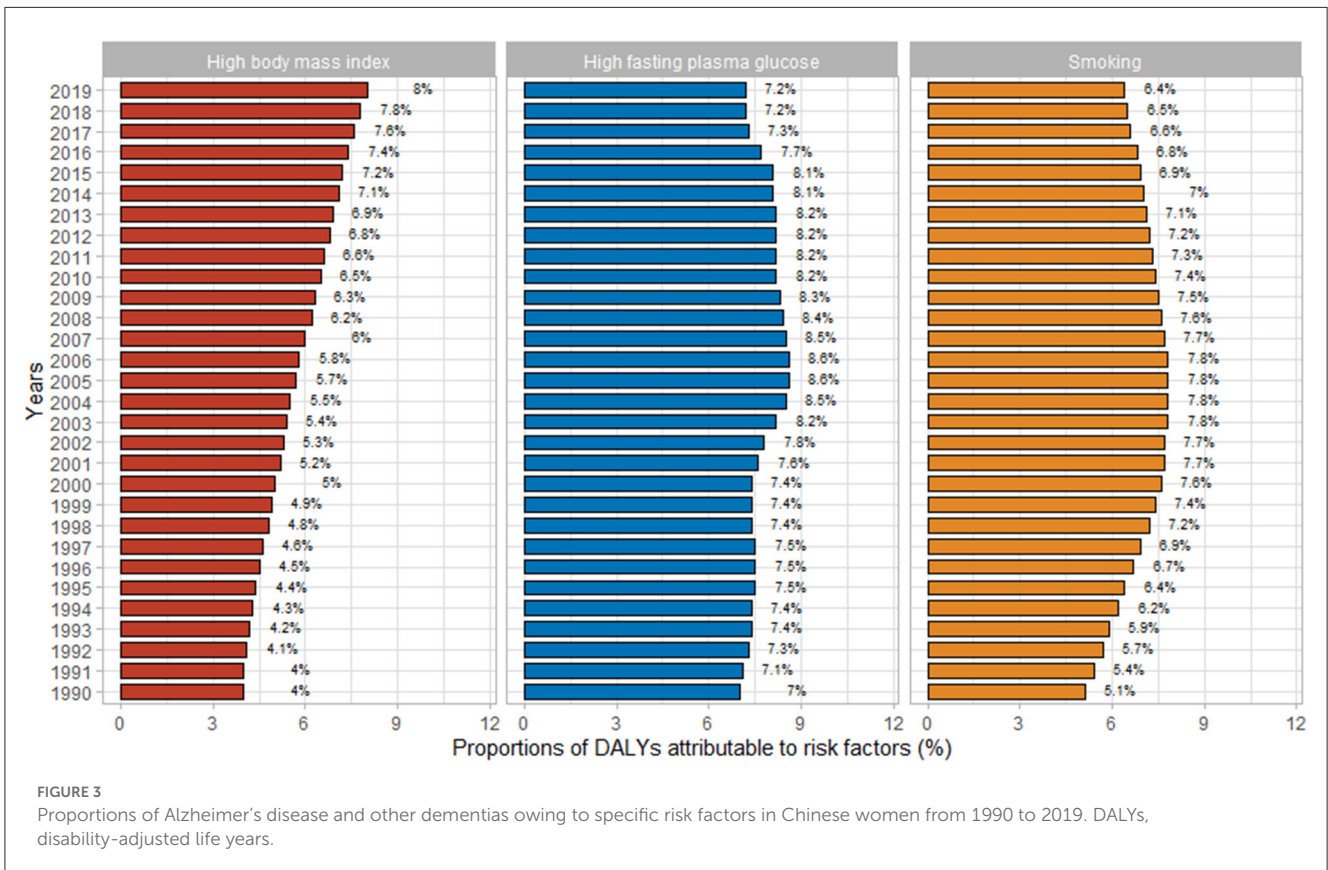 High body mass index High fasting plasma glucose Smoking
2019 8% 7.2% 6.4%
2018 7.8% 7.2% 6.5%
2017 7.6% 7.3% 6.6%
2016 7.4% 7.7% 6.8%
2015 7.2% 8.1% 6.9%
2014 7.1% 8.1% 7%
2013 6.9% 8.2% 7.1%
2012 6.8% 8.2% 7.2%
2011 6.6% 8.2% 7.3%
2010 6.5% 8.2% 7.4%
2009 6.3% 8.3% 7.5%
2008 6.2% 8.4% 7.6%
2007 6% 8.5% 7.7%
2006 5.8% 8.6% 7.8%
2005 5.7% 8.6% 7.8%
2004 5.5% 8.5% 7.8%
2003 5.4% 8.2% 7.8%
2002 5.3% 7.8% 7.7%
2001 5.2% 7.6% 7.7%
2000 5% 7.4% 7.6%
1999 4.9% 7.4% 7.4%
1998 4.8% 7.4% 7.2%
1997 4.6% 7.5% 6.9%
1996 4.5% 7.5% 6.7%
1995 4.4% 7.5% 6.4%
1994 4.3% 7.4% 6.2%
1993 4.2% 7.4% 5.9%
1992 4.1% 7.3% 5.7%
1991 4% 7.1% 5.4%
1990 4% 7% 5.1%
Years
0 3 6 9 12 0 3 6 9 12 0 3 6 9 12
Proportions of DALYs attributable to risk factors (%)
FIGURE 3
Proportions of Alzheimer's disease and other dementias owing to specific risk factors in Chinese women from 1990 to 2019. DALYs,
disability-adjusted life years.